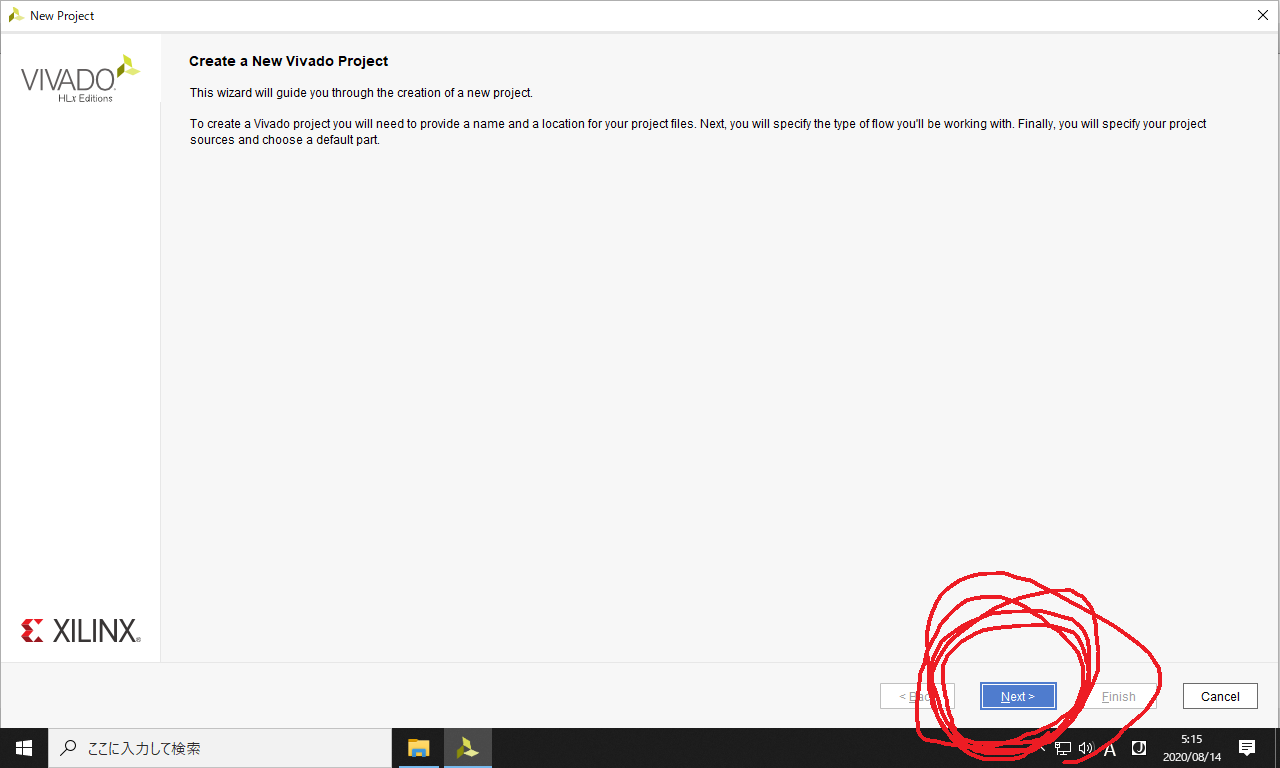 New Project
VIVADO
HLx Editions
Create a New Vivado Project
This wizard will guide you through the creation of a new project.
To create a Vivado project you will need to provide a name and a location for your project files. Next, you will specify the type of flow you'll be working with. Finally, you will specify your project
sources and choose a default part.
XILINX
< Back Next > Finish Cancel
ここに入力して検索
A J
5:15
2020/08/14